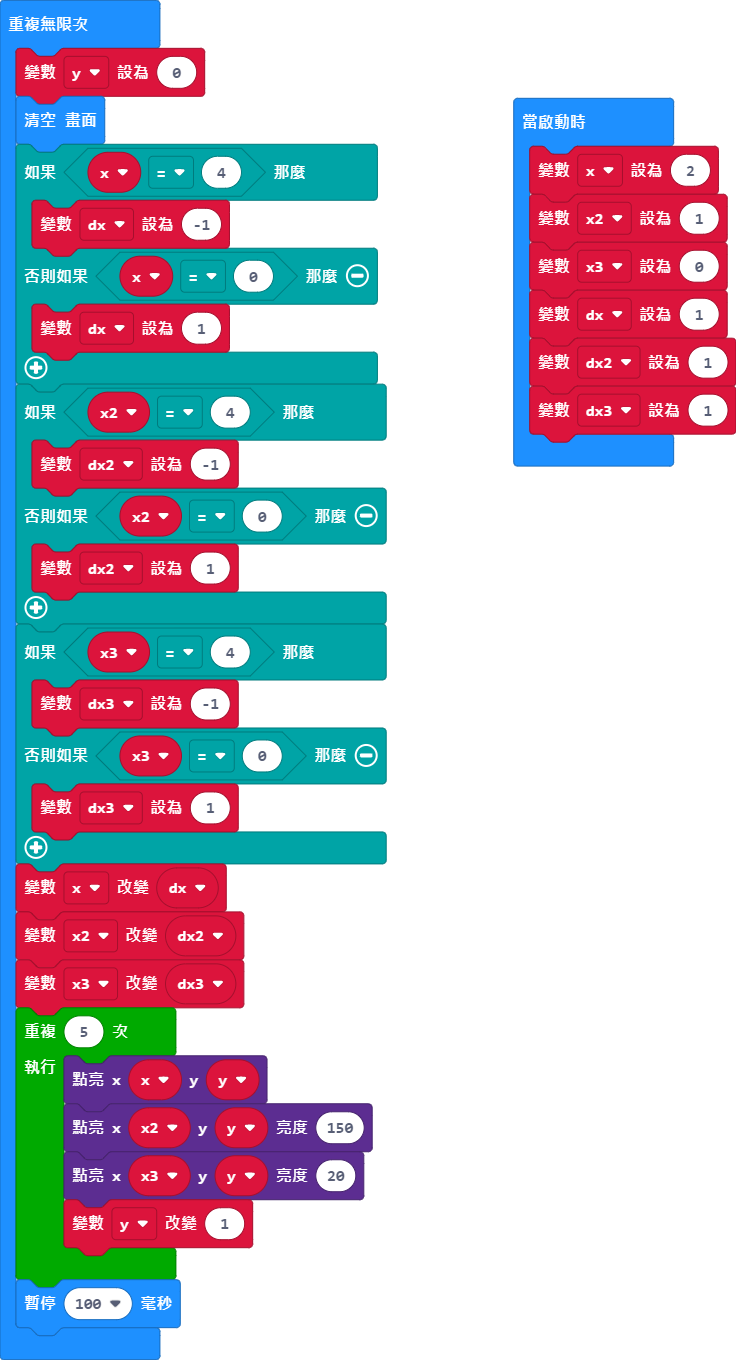 重複無限次
變數 y 設為 0
清空 畫面
如果 x = 4 那麼
變數 dx 設為 -1
否則如果 x = 0 那麼
變數 dx 設為 1
如果 x2 = 4 那麼
變數 dx2 設為 -1
否則如果 x2 = 0 那麼
變數 dx2 設為 1
如果 x3 = 4 那麼
變數 dx3 設為 -1
否則如果 x3 = 0 那麼
變數 dx3 設為 1
變數 x 改變 dx
變數 x2 改變 dx2
變數 x3 改變 dx3
重複 5 次
執行
點亮 x x y y
點亮 x x2 y y 亮度 150
點亮 x x3 y y 亮度 20
變數 y 改變 1
暫停 100 毫秒
當啟動時
變數 x 設為 2
變數 x2 設為 1
變數 x3 設為 0
變數 dx 設為 1
變數 dx2 設為 1
變數 dx3 設為 1